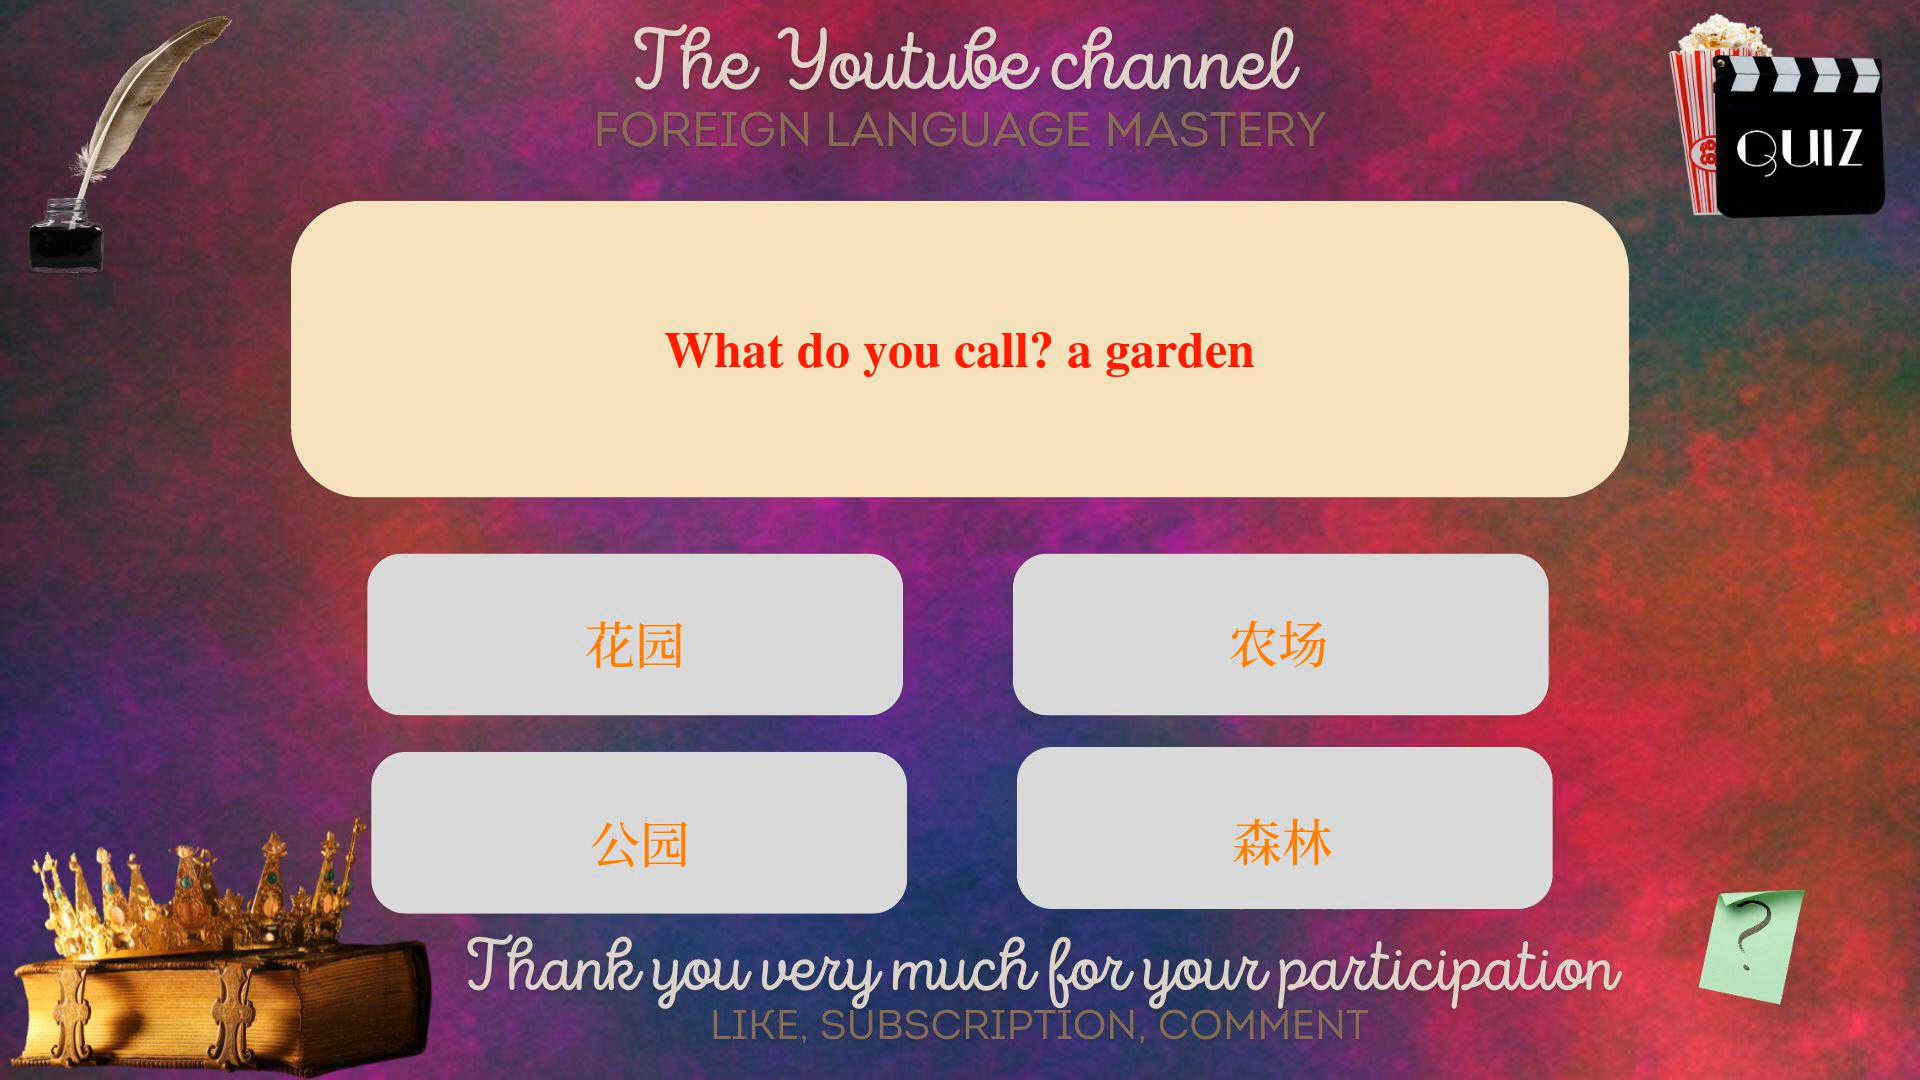 The Youtube channel
FOREIGN LANGUAGE MASTERY
QUIZ
What do you call? a garden
花园
农场
公园
森林
?
Thank you very much for your participation
LIKE, SUBSCRIPTION, COMMENT